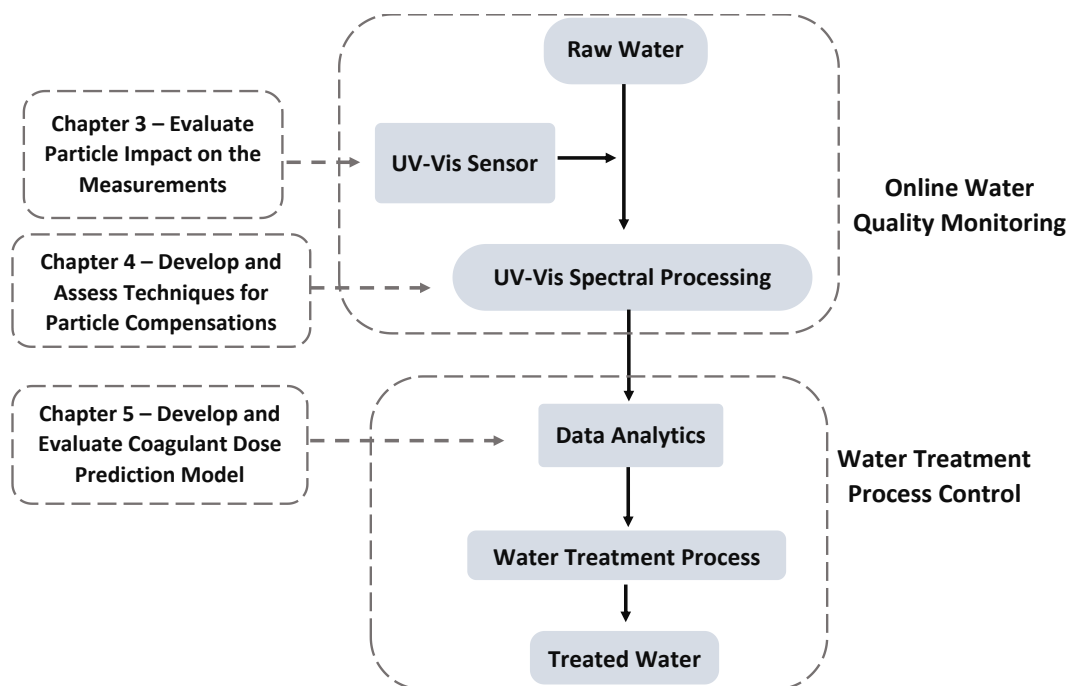 Raw Water
Chapter 3 – Evaluate
Particle Impact on the
Measurements
UV-Vis Sensor
Online Water
Quality Monitoring
Chapter 4 – Develop and
Assess Techniques for
Particle Compensations
UV-Vis Spectral Processing
Chapter 5 – Develop and
Evaluate Coagulant Dose
Prediction Model
Data Analytics
Water Treatment
Process Control
Water Treatment Process
Treated Water